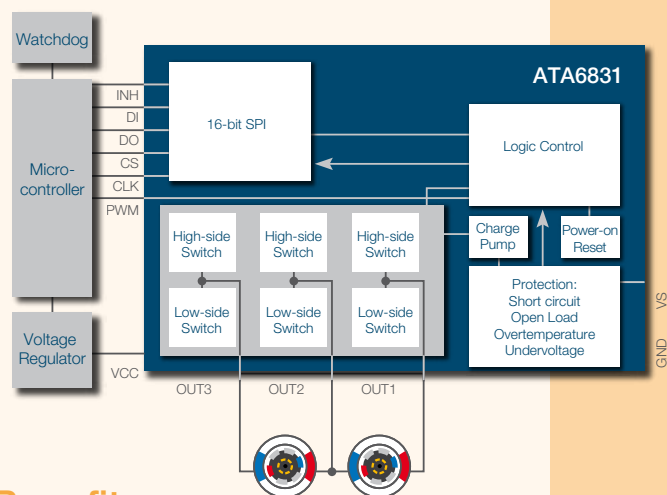 Watchdog
ATA6831
INH
DI
DO
CS
CLK
PWM
16-bit SPI
Logic Control
Micro-
controller
High-side
Switch
High-side
Switch
High-side
Switch
Charge
Pump
Power-on
Reset
Low-side
Switch
Low-side
Switch
Low-side
Switch
Protection:
Short circuit
Open Load
Overtemperature
Undervoltage
VS
GND
Voltage
Regulator
VCC
OUT3
OUT2
OUT1